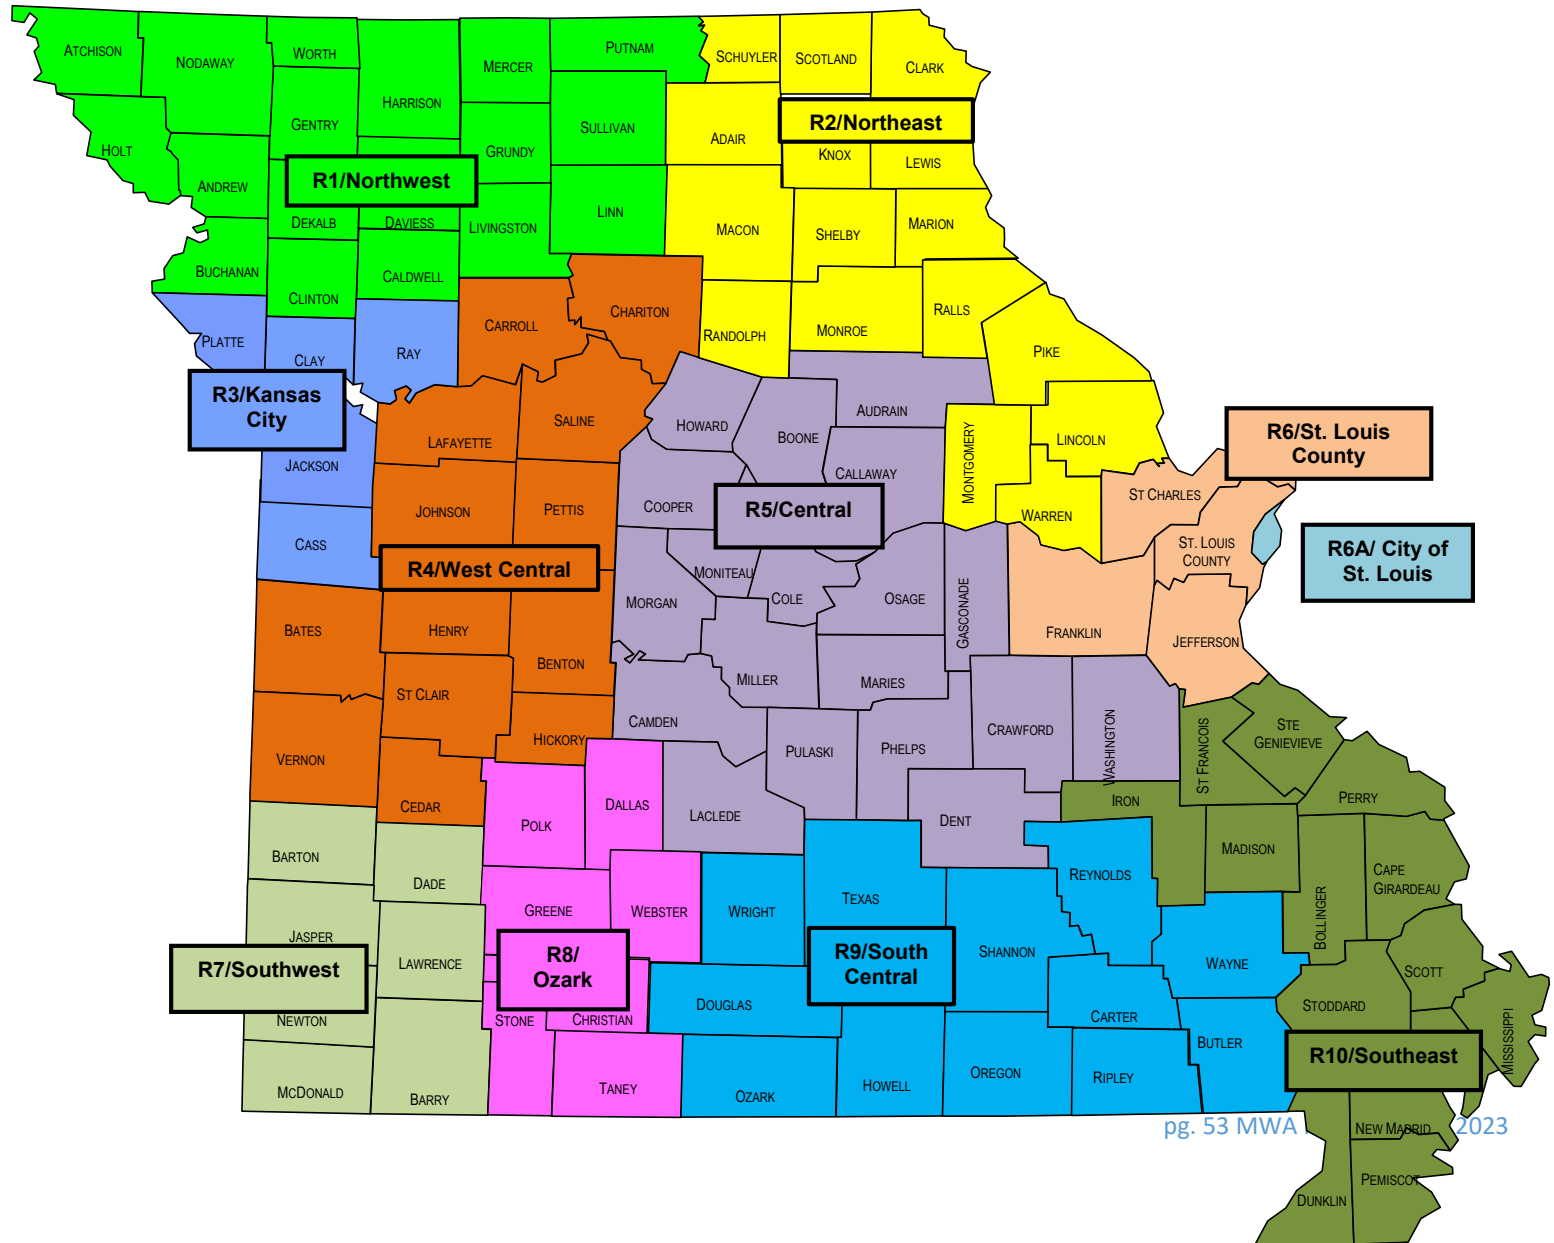 ATCHISON
NODAWAY
WORTH
HARRISON
MERCER
PUTNAM
SCHUYLER
SCOTLAND
CLARK
GENTRY
SULLIVAN
ADAIR
R2/Northeast
HOLT
GRUNDY
KNOX
LEWIS
ANDREW
R1/Northwest
DEKALB
DAVIESS
LIVINGSTON
LINN
MACON
SHELBY
MARION
BUCHANAN
CLINTON
CALDWELL
CARROLL
CHARITON
RANDOLPH
MONROE
RALLS
PLATTE
CLAY
RAY
PIKE
R3/Kansas
City
LAFAYETTE
SALINE
HOWARD
BOONE
AUDRAIN
LINCOLN
R6/St. Louis
County
JACKSON
JOHNSON
PETTIS
COOPER
CALLAWAY
R5/Central
MONTGOMERY
WARREN
ST CHARLES
CASS
R4/West Central
MORGAN
MONITEAU
COLE
OSAGE
GASCONADE
ST. LOUIS
COUNTY
R6A/ City of
St. Louis
BATES
HENRY
BENTON
FRANKLIN
JEFFERSON
ST CLAIR
MILLER
MARIES
VERNON
HICKORY
CAMDEN
PULASKI
PHELPS
CRAWFORD
WASHINGTON
ST FRANCOIS
STE
GENIEVIEVE
CEDAR
POLK
DALLAS
LACLEDE
DENT
IRON
PERRY
BARTON
DADE
MADISON
GREENE
WEBSTER
WRIGHT
TEXAS
REYNOLDS
BOLLINGER
CAPE
GIRARDEAU
JASPER
R7/Southwest
LAWRENCE
R8/
Ozark
R9/South
Central
SHANNON
WAYNE
SCOTT
NEWTON
STONE
CHRISTIAN
DOUGLAS
CARTER
BUTLER
STODDARD
MISSISSIPPI
R10/Southeast
MCDONALD
BARRY
TANEY
OZARK
HOWELL
OREGON
RIPLEY
pg. 53 MWA
NEW MADRID
2023
PEMISCOT
DUNKLIN